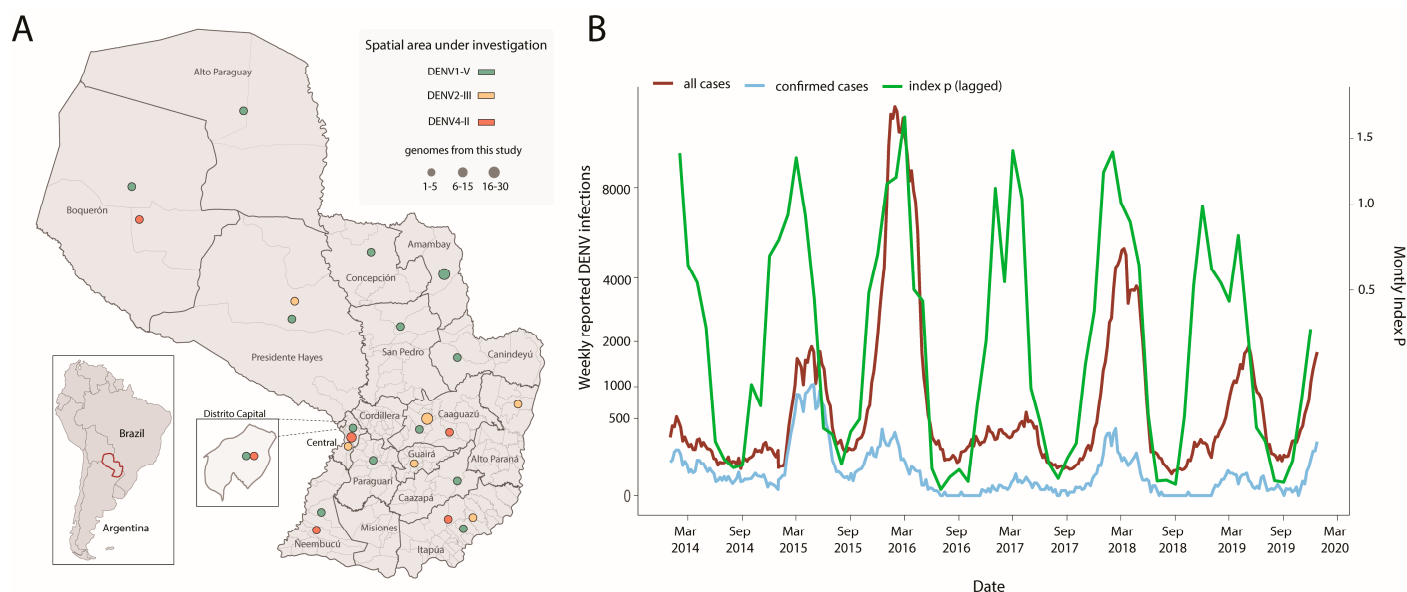 A
Spatial area under investigation
DENV1-V
DENV2-III
DENV4-II
genomes from this study
1-5 6-15 16-30
Alto Paraguay
Boquerón
Amambay
Concepción
Presidente Hayes
San Pedro
Canindeyú
Distrito Capital
Cordillera
Caaguazú
Central
Guairá
Alto Paraná
Paraguari
Caazapá
Misiones
Ñeembucú
Itapúa
Brazil
Argentina
B
all cases
confirmed cases
index p (lagged)
Weekly reported DENV infections
8000
4000
2000
1000
500
0
1.5
1.0
0.5
Montly Index P
Mar 2014
Sep 2014
Mar 2015
Sep 2015
Mar 2016
Sep 2016
Mar 2017
Sep 2017
Mar 2018
Sep 2018
Mar 2019
Sep 2019
Mar 2020
Date